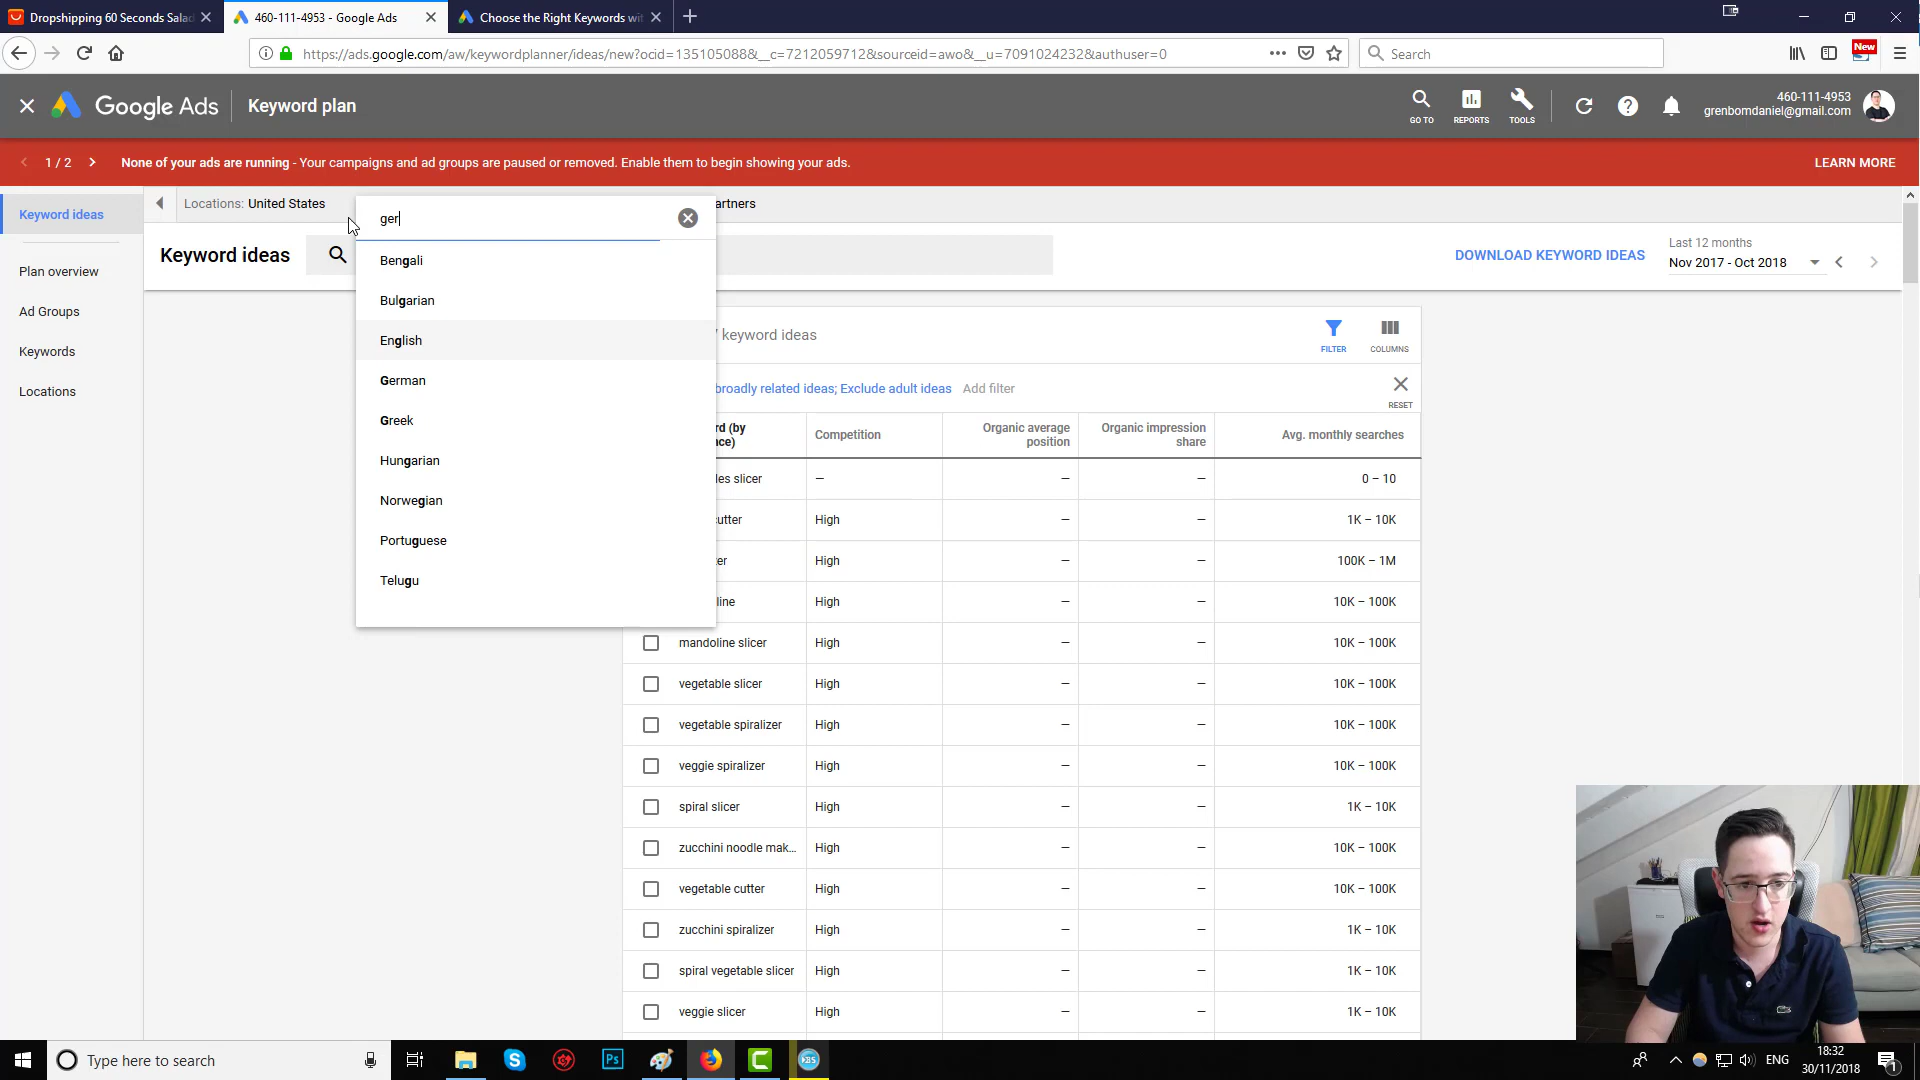 Dropshipping 60 Seconds Salad
460-111-4953 - Google Ads
Choose the Right Keywords wit
https://ads.google.com/aw/keywordplanner/ideas/new?ocid=135105088&__c=7212059712&sourceid=awo&__u=7091024232&authuser=0
Search
New
Google Ads
Keyword plan
GO TO
REPORTS
TOOLS
460-111-4953
grenbomdaniel@gmail.com
1 / 2
None of your ads are running - Your campaigns and ad groups are paused or removed. Enable them to begin showing your ads.
LEARN MORE
Keyword ideas
Plan overview
Ad Groups
Keywords
Locations
Locations: United States
artners
Keyword ideas
DOWNLOAD KEYWORD IDEAS
Last 12 months
Nov 2017 - Oct 2018
ger
Bengali
Bulgarian
English
German
Greek
Hungarian
Norwegian
Portuguese
Telugu
keyword ideas
FILTER
COLUMNS
broadly related ideas; Exclude adult ideas
Add filter
RESET
rd (by
ce)
Competition
Organic average
position
Organic impression
share
Avg. monthly searches
les slicer – – – 0 – 10
cutter High – – 1K – 10K
er High – – 100K – 1M
line High – – 10K – 100K
mandoline slicer High – – 10K – 100K
vegetable slicer High – – 10K – 100K
vegetable spiralizer High – – 10K – 100K
veggie spiralizer High – – 10K – 100K
spiral slicer High – – 1K – 10K
zucchini noodle mak... High – – 10K – 100K
vegetable cutter High – – 10K – 100K
zucchini spiralizer High – – 1K – 10K
spiral vegetable slicer High – – 1K – 10K
veggie slicer High – – 1K – 10K
Type here to search
Ps
ENG
18:32
30/11/2018
1